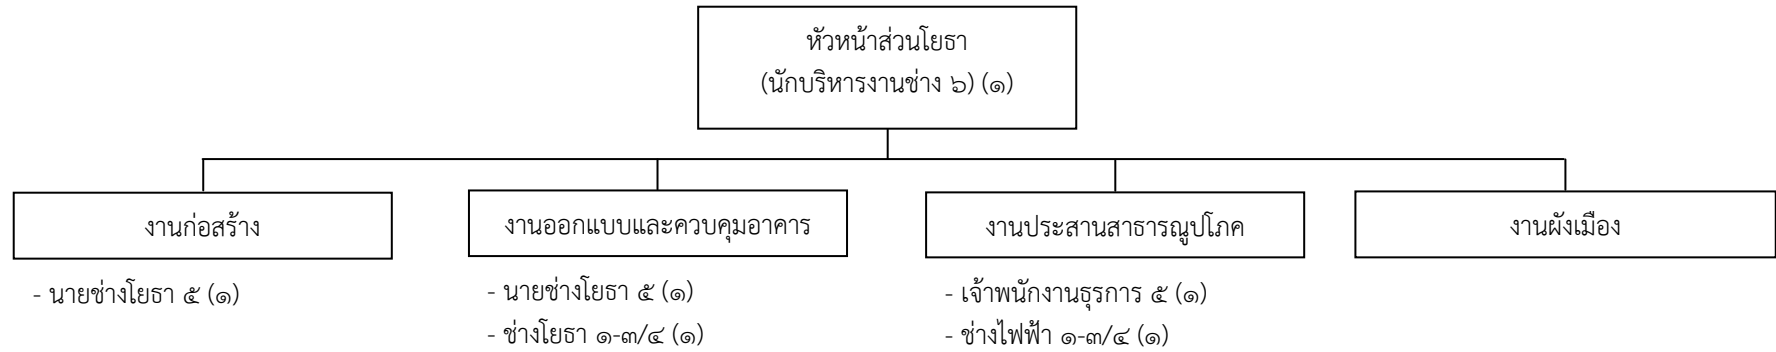 หัวหน้าส่วนโยธา
(นักบริหารงานช่าง ๖) (๑)
งานก่อสร้าง
- นายช่างโยธา ๕ (๑)
งานออกแบบและควบคุมอาคาร
- นายช่างโยธา ๕ (๑)
- ช่างโยธา ๑-๓/๔ (๑)
งานประสานสาธารณูปโภค
- เจ้าพนักงานธุรการ ๕ (๑)
- ช่างไฟฟ้า ๑-๓/๔ (๑)
งานผังเมือง